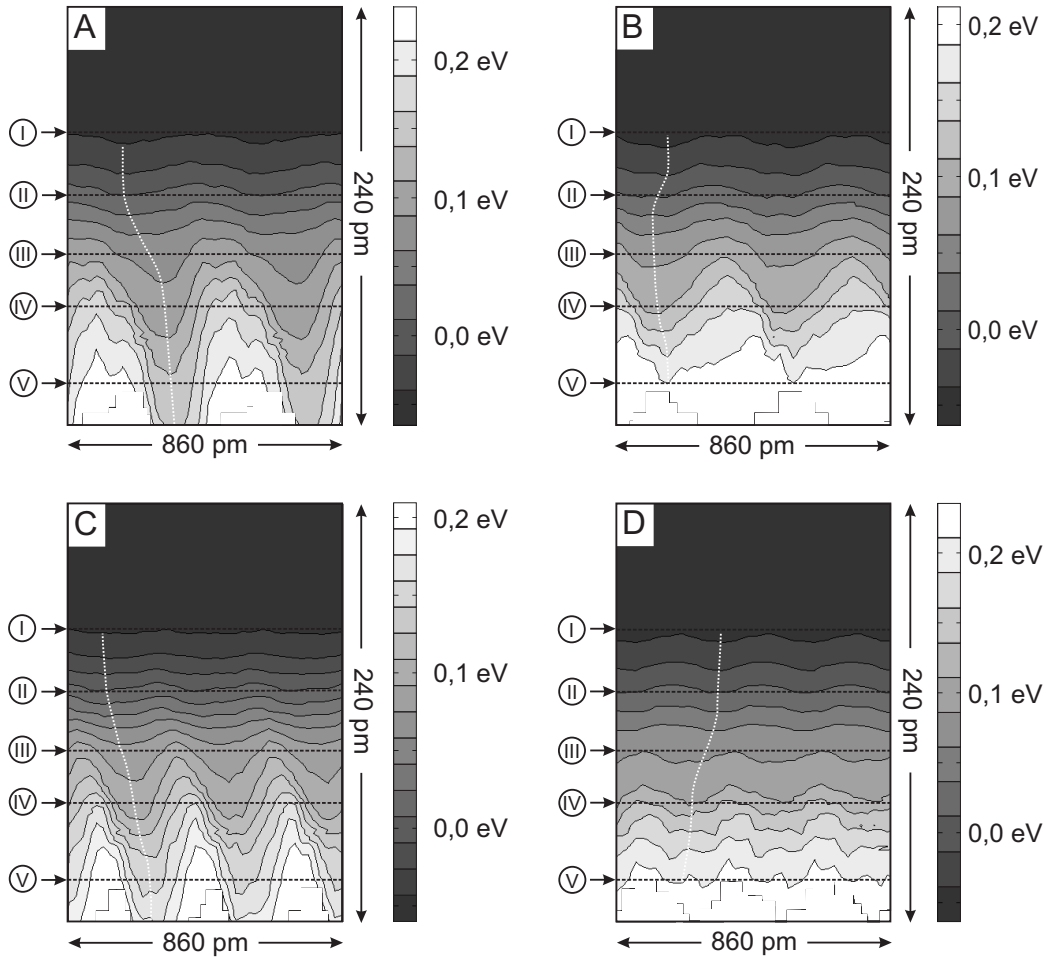 A
0,2 eV
0,1 eV
0,0 eV
I
II
III
IV
V
240 pm
860 pm
B
0,2 eV
0,1 eV
0,0 eV
I
II
III
IV
V
240 pm
860 pm
C
0,2 eV
0,1 eV
0,0 eV
I
II
III
IV
V
240 pm
860 pm
D
0,2 eV
0,1 eV
0,0 eV
I
II
III
IV
V
240 pm
860 pm